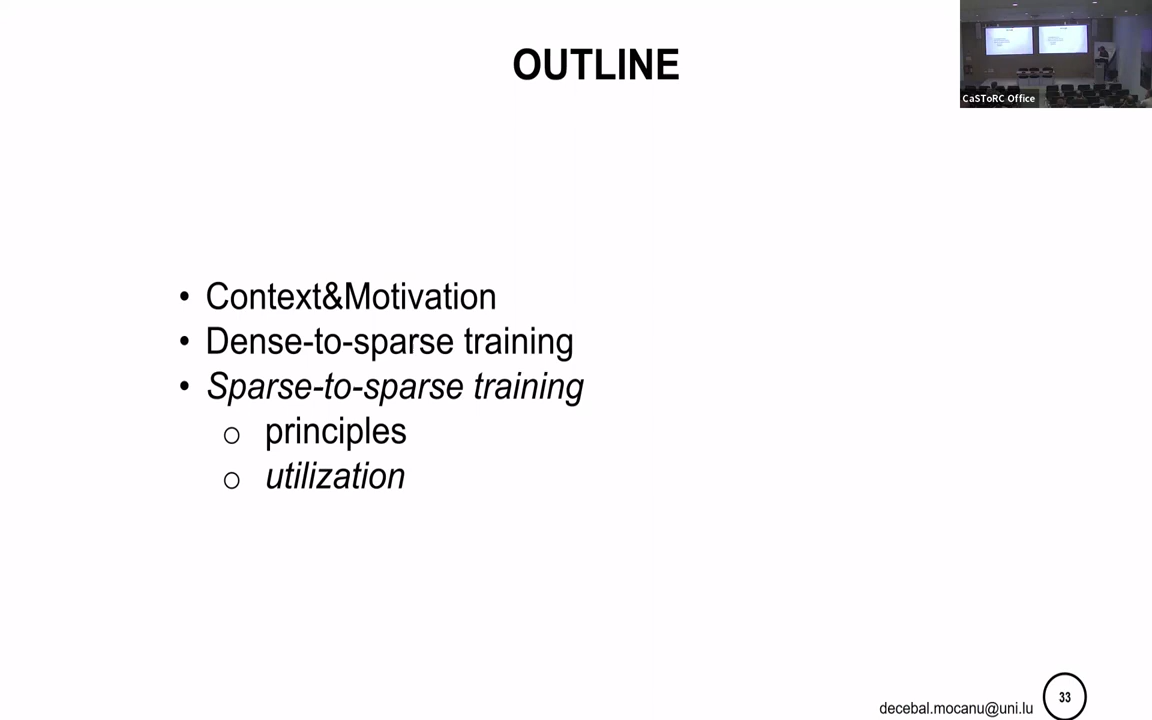 OUTLINE
CaSToRC Office
• Context&Motivation
• Dense-to-sparse training
• Sparse-to-sparse training
o principles
o utilization
decebal.mocanu@uni.lu
33